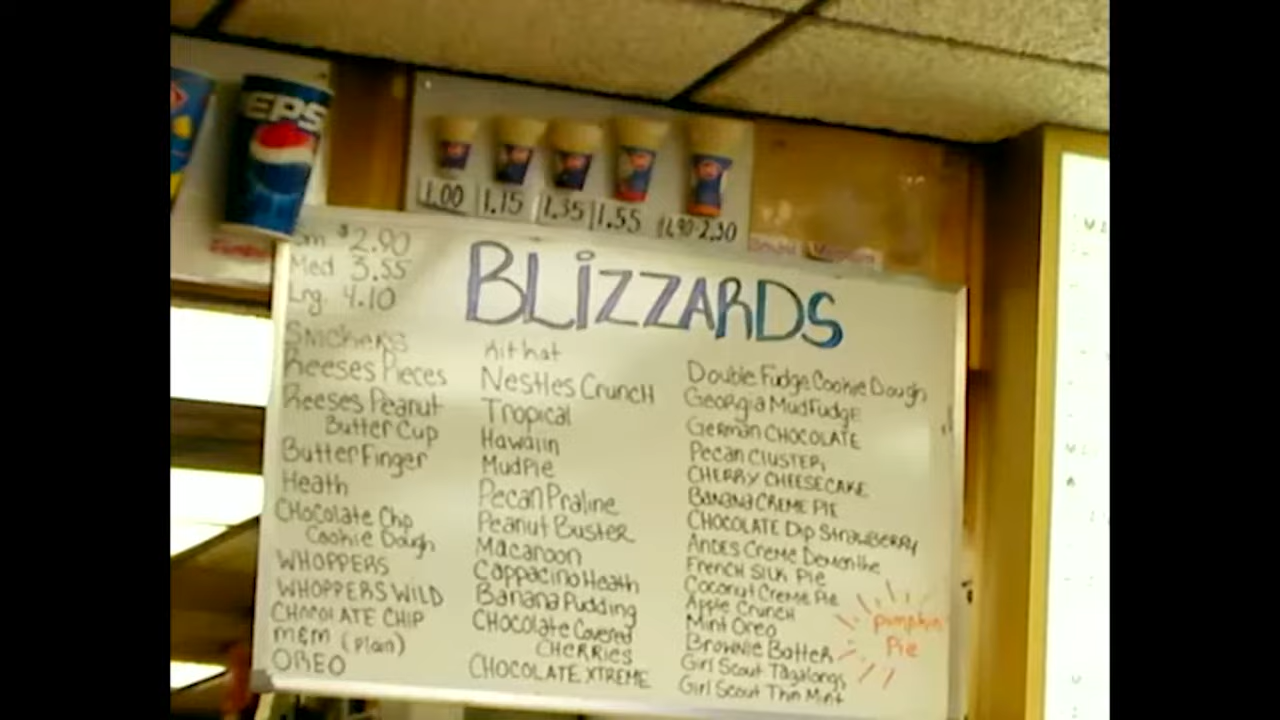 EPS
1.00 1.15 1.35 1.55 1.90-2.30
Sm $2.90
Med 3.55
Lrg. 4.10
BLiZZARDS
Snickers
Reeses Pieces
Reeses Peanut
Butter Cup
ButterFinger
Heath
CHocolate Chp
Cookie Dough
WHOPPERS
WHOPPERS WILD
CHOCOLATE CHIP
m&m (Plain)
OREO
Kit kat
Nestles CruncH
Tropical
Hawaiin
MudPie
Pecan Praline
Peanut Buster
Macaroon
Cappacino Heath
Banana Pudding
CHocolate Covered
CHERRIES
CHOCOLATE XTREME
Double Fudge Cookie Dough
Georgia Mud Fudge
German CHOCOLATE
Pecan CLUSTER
CHERRY CHEESECAKE
BANANA CREME PIE
CHOCOLATE Dip StrawBERRY
ANDES Creme Demonthe
FRENCH SILK Pie
Coconut Creme Pie
Apple Crunch
Mint Oreo
Brownie Batter
Girl Scout Tagalongs
Girl Scout Thin Mint
Pumpkin
Pie